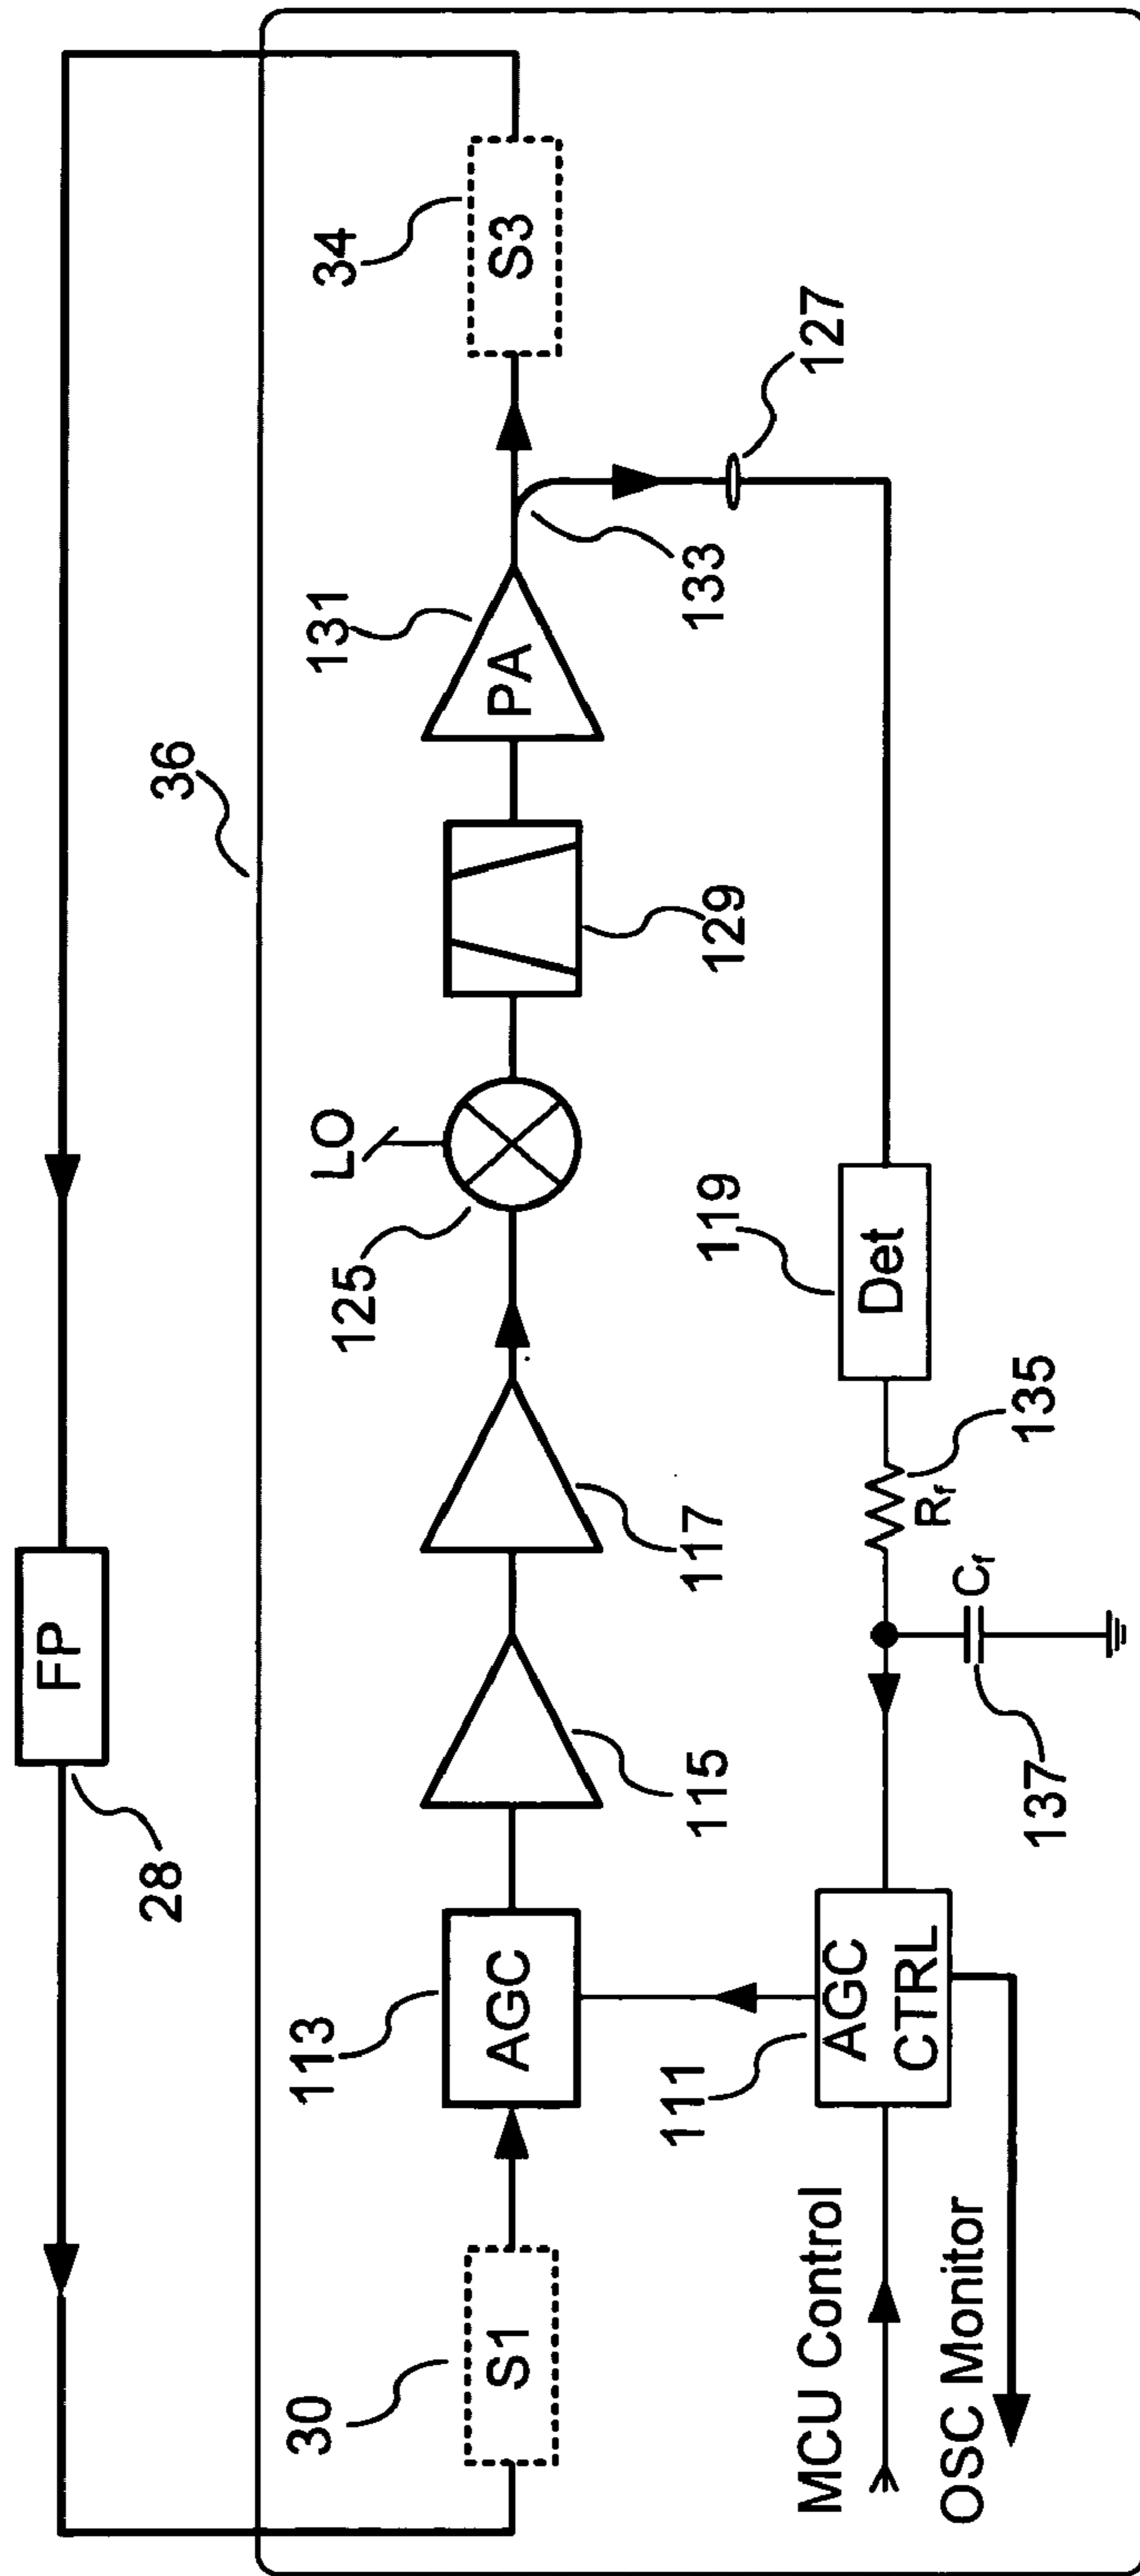 FP
28
36
30
S1
113
AGC
115
117
LO
125
129
131
PA
133
34
S3
127
MCU Control
OSC Monitor
111
AGC
CTRL
137
Cf
Rf
135
119
Det